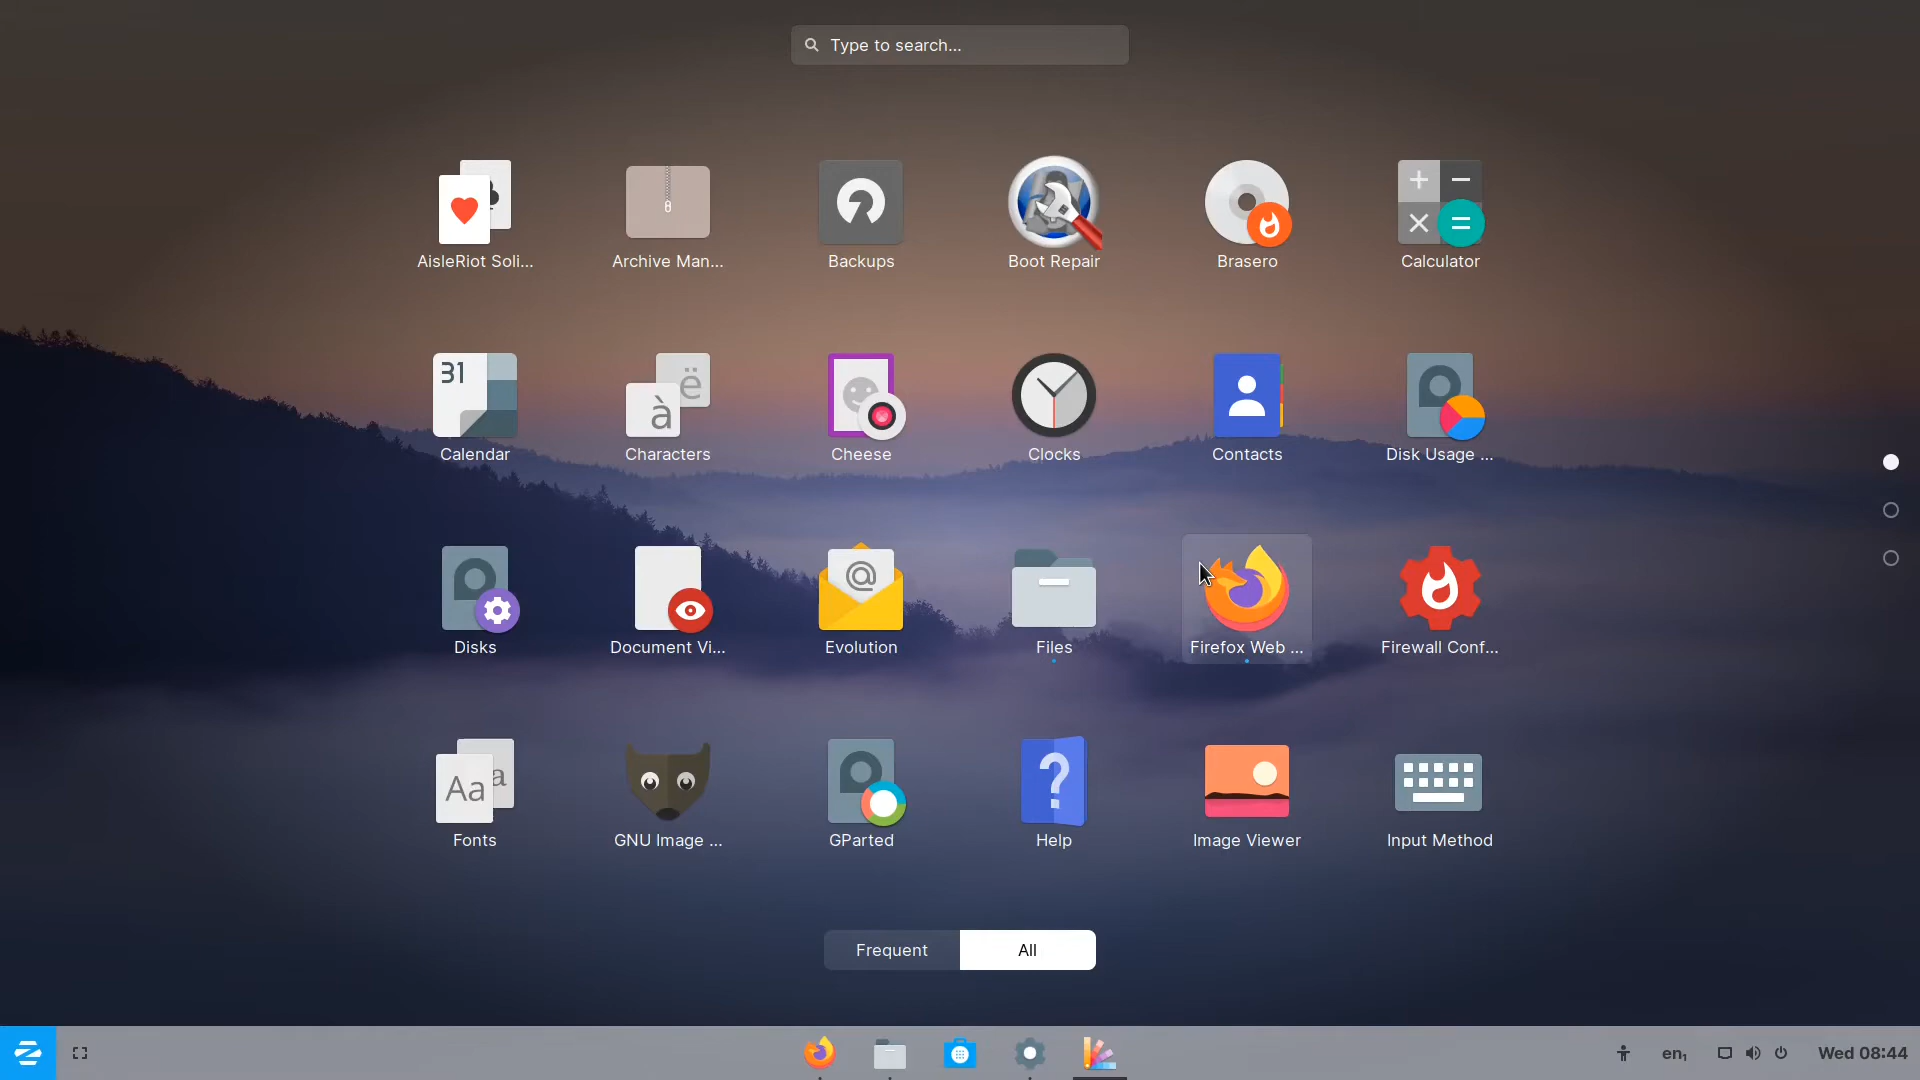 Type to search...
AisleRiot Soli...
Archive Man...
Backups
Boot Repair
Brasero
Calculator
31
ë
à
Calendar
Characters
Cheese
Clocks
Contacts
Disk Usage ...
@
Disks
Document Vi...
Evolution
Files
Firefox Web ...
Firewall Conf...
Aa
a
?
Fonts
GNU Image ...
GParted
Help
Image Viewer
Input Method
Frequent
All
en₁
Wed 08:44